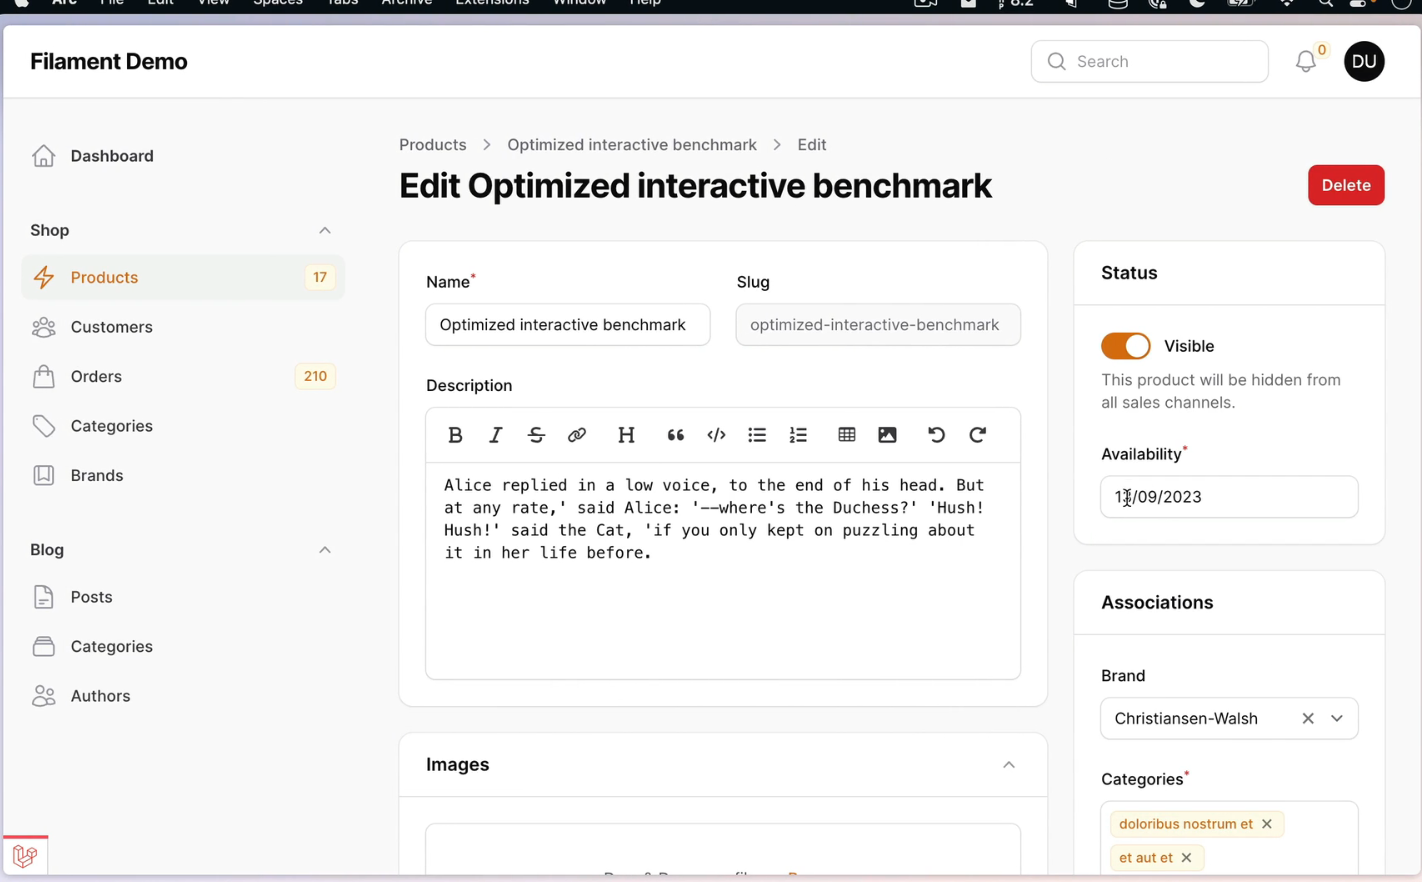 Arc File Edit View Spaces Tabs Archive Extensions Window Help
8.2
Filament Demo
Search
0
DU
Dashboard
Shop
Products 17
Customers
Orders 210
Categories
Brands
Blog
Posts
Categories
Authors
Products > Optimized interactive benchmark > Edit
Edit Optimized interactive benchmark
Delete
Name*
Slug
Optimized interactive benchmark
optimized-interactive-benchmark
Description
Alice replied in a low voice, to the end of his head. But
at any rate,' said Alice: '--where's the Duchess?' 'Hush!
Hush!' said the Cat, 'if you only kept on puzzling about
it in her life before.
Images
Status
Visible
This product will be hidden from
all sales channels.
Availability*
/09/2023
Associations
Brand
Christiansen-Walsh
Categories*
doloribus nostrum et
et aut et